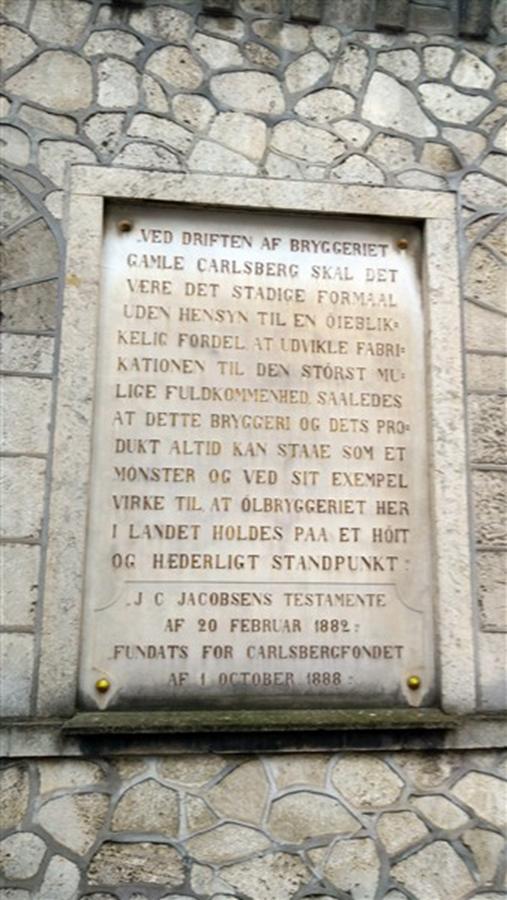 „VED DRIFTEN AF BRYGGERIET
GAMLE CARLSBERG SKAL DET
VERE DET STADIGE FORMAAL
UDEN HENSYN TIL EN ÖIEBLIK=
KELIG FORDEL AT UDVIKLE FABRI=
KATIONEN TIL DEN STÖRST MU=
LIGE FULDKOMMENHED, SAALEDES
AT DETTE BRYGGERI OG DETS PRO=
DUKT ALTID KAN STAAE SOM ET
MÖNSTER OG VED SIT EXEMPEL
VIRKE TIL, AT ÖLBRYGGERIET HER
I LANDET HOLDES PAA ET HÖIT
OG HÆDERLIGT STANDPUNKT:
„J C JACOBSENS TESTAMENTE
AF 20 FEBRUAR 1882:
„FUNDATS FOR CARLSBERGFONDET
AF 1 OCTOBER 1888: